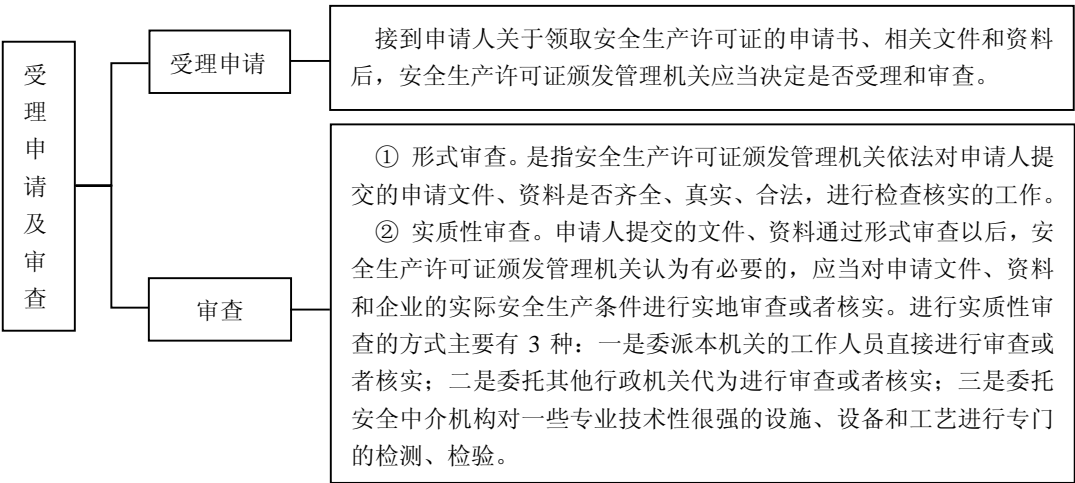 受理申请及审查
受理申请
接到申请人关于领取安全生产许可证的申请书、相关文件和资料
后，安全生产许可证颁发管理机关应当决定是否受理和审查。
审查
① 形式审查。是指安全生产许可证颁发管理机关依法对申请人提
交的申请文件、资料是否齐全、真实、合法，进行检查核实的工作。
② 实质性审查。申请人提交的文件、资料通过形式审查以后，安
全生产许可证颁发管理机关认为有必要的，应当对申请文件、资料
和企业的实际安全生产条件进行实地审查或者核实。进行实质性审
查的方式主要有 3 种：一是委派本机关的工作人员直接进行审查或
者核实；二是委托其他行政机关代为进行审查或者核实；三是委托
安全中介机构对一些专业技术性很强的设施、设备和工艺进行专门
的检测、检验。